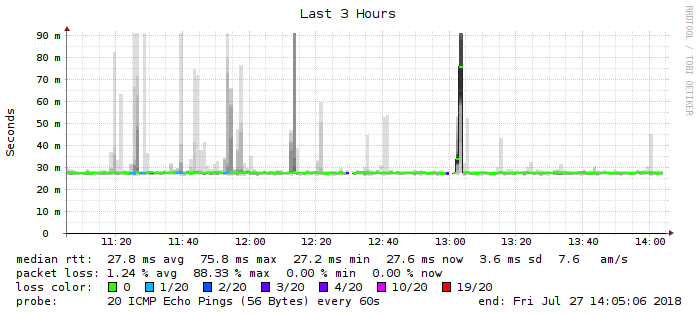 Last 3 Hours
RRDTOOL / TOBI OETIKER
Seconds
90 m
80 m
70 m
60 m
50 m
40 m
30 m
20 m
10 m
0
11:20 11:40 12:00 12:20 12:40 13:00 13:20 13:40 14:00
median rtt: 27.8 ms avg 75.8 ms max 27.2 ms min 27.6 ms now 3.6 ms sd 7.6 am/s
packet loss: 1.24 % avg 88.33 % max 0.00 % min 0.00 % now
loss color: 0 1/20 2/20 3/20 4/20 10/20 19/20
probe: 20 ICMP Echo Pings (56 Bytes) every 60s end: Fri Jul 27 14:05:06 2018